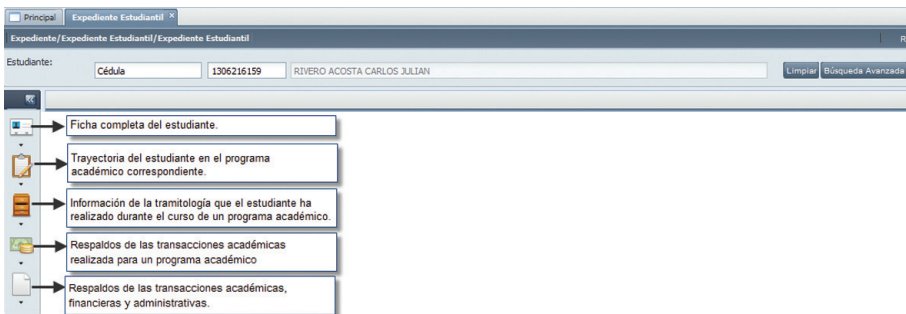 Principal Expediente Estudiantil ×
Expediente/Expediente Estudiantil/Expediente Estudiantil R
Estudiante:
Cédula 1306216159 RIVERO ACOSTA CARLOS JULIAN Limpiar Búsqueda Avanzada
Ficha completa del estudiante.
Trayectoria del estudiante en el programa
académico correspondiente.
Información de la tramitología que el estudiante ha
realizado durante el curso de un programa académico.
Respaldos de las transacciones académicas
realizada para un programa académico
Respaldos de las transacciones académicas,
financieras y administrativas.